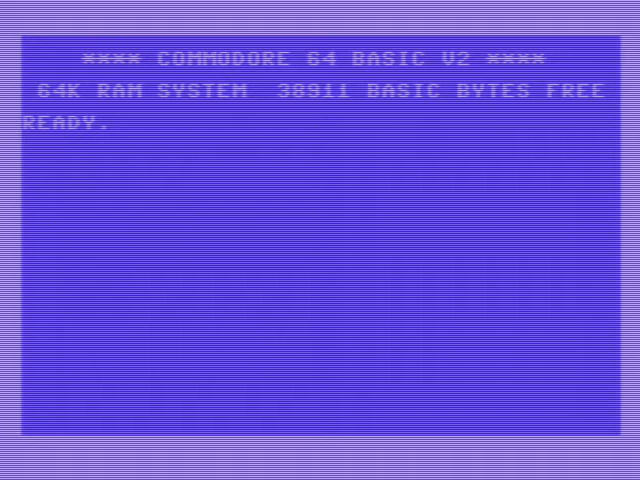 **** COMMODORE 64 BASIC V2 ****
64K RAM SYSTEM  38911 BASIC BYTES FREE
READY.